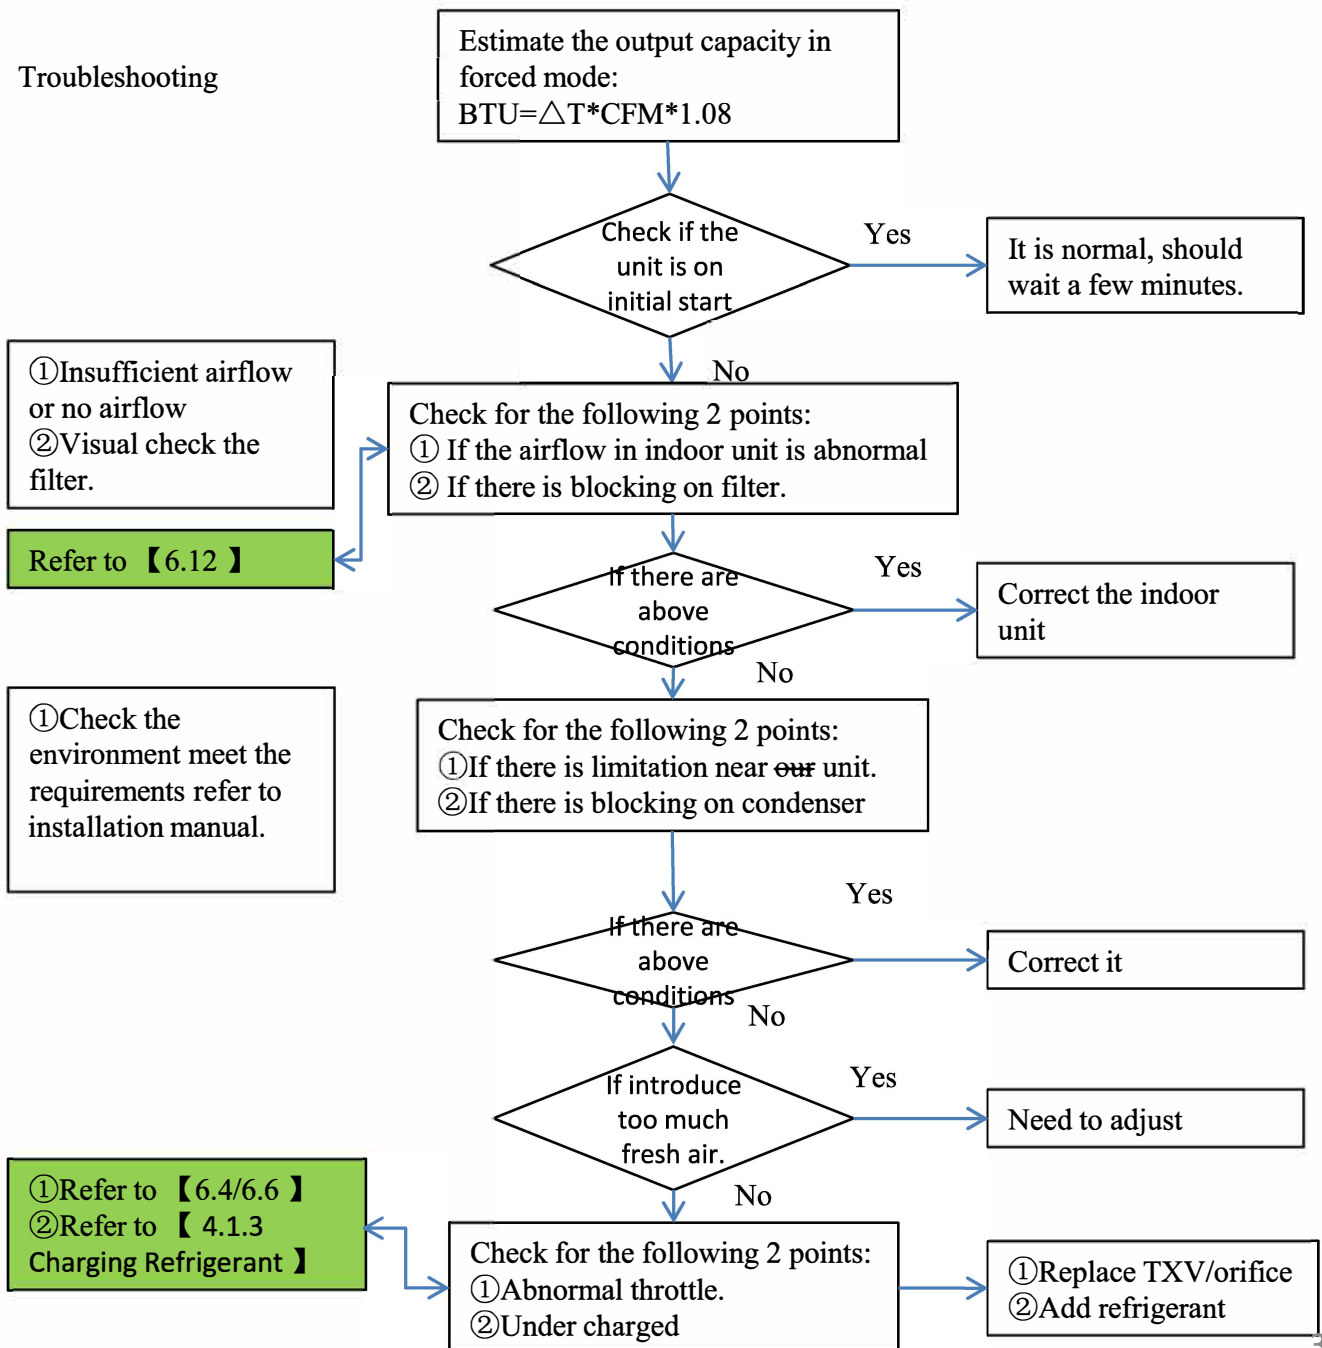 Troubleshooting
Estimate the output capacity in
forced mode:
BTU=△T*CFM*1.08
Check if the
unit is on
initial start
Yes
It is normal, should
wait a few minutes.
No
①Insufficient airflow
or no airflow
②Visual check the
filter.
Refer to 【6.12 】
Check for the following 2 points:
① If the airflow in indoor unit is abnormal
② If there is blocking on filter.
If there are
above
conditions
Yes
Correct the indoor
unit
No
①Check the
environment meet the
requirements refer to
installation manual.
Check for the following 2 points:
①If there is limitation near our unit.
②If there is blocking on condenser
If there are
above
conditions
Yes
Correct it
No
If introduce
too much
fresh air.
Yes
Need to adjust
No
①Refer to 【6.4/6.6 】
②Refer to 【 4.1.3
Charging Refrigerant 】
Check for the following 2 points:
①Abnormal throttle.
②Under charged
①Replace TXV/orifice
②Add refrigerant